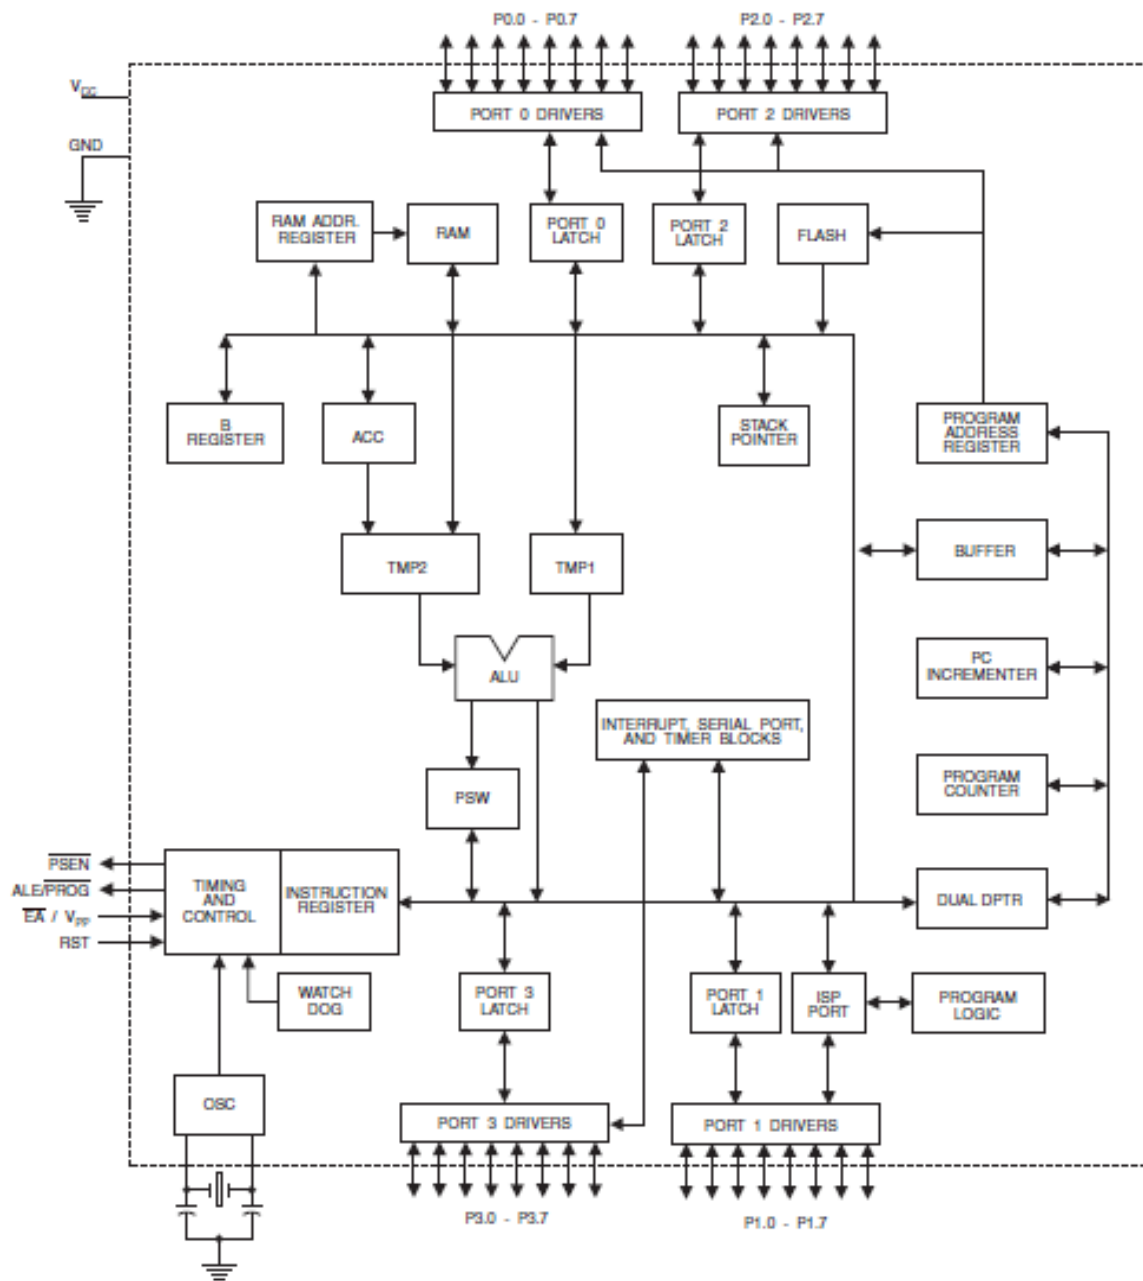 P0.0 - P0.7
P2.0 - P2.7
VCC
PORT 0 DRIVERS
PORT 2 DRIVERS
GND
RAM ADDR.
REGISTER
RAM
PORT 0
LATCH
PORT 2
LATCH
FLASH
B
REGISTER
ACC
STACK
POINTER
PROGRAM
ADDRESS
REGISTER
TMP2
TMP1
BUFFER
ALU
PC
INCREMENTER
INTERRUPT, SERIAL PORT,
AND TIMER BLOCKS
PSW
PROGRAM
COUNTER
PSEN
ALE/PROG
EA / VPP
RST
TIMING
AND
CONTROL
INSTRUCTION
REGISTER
DUAL DPTR
WATCH
DOG
PORT 3
LATCH
PORT 1
LATCH
ISP
PORT
PROGRAM
LOGIC
OSC
PORT 3 DRIVERS
PORT 1 DRIVERS
P3.0 - P3.7
P1.0 - P1.7